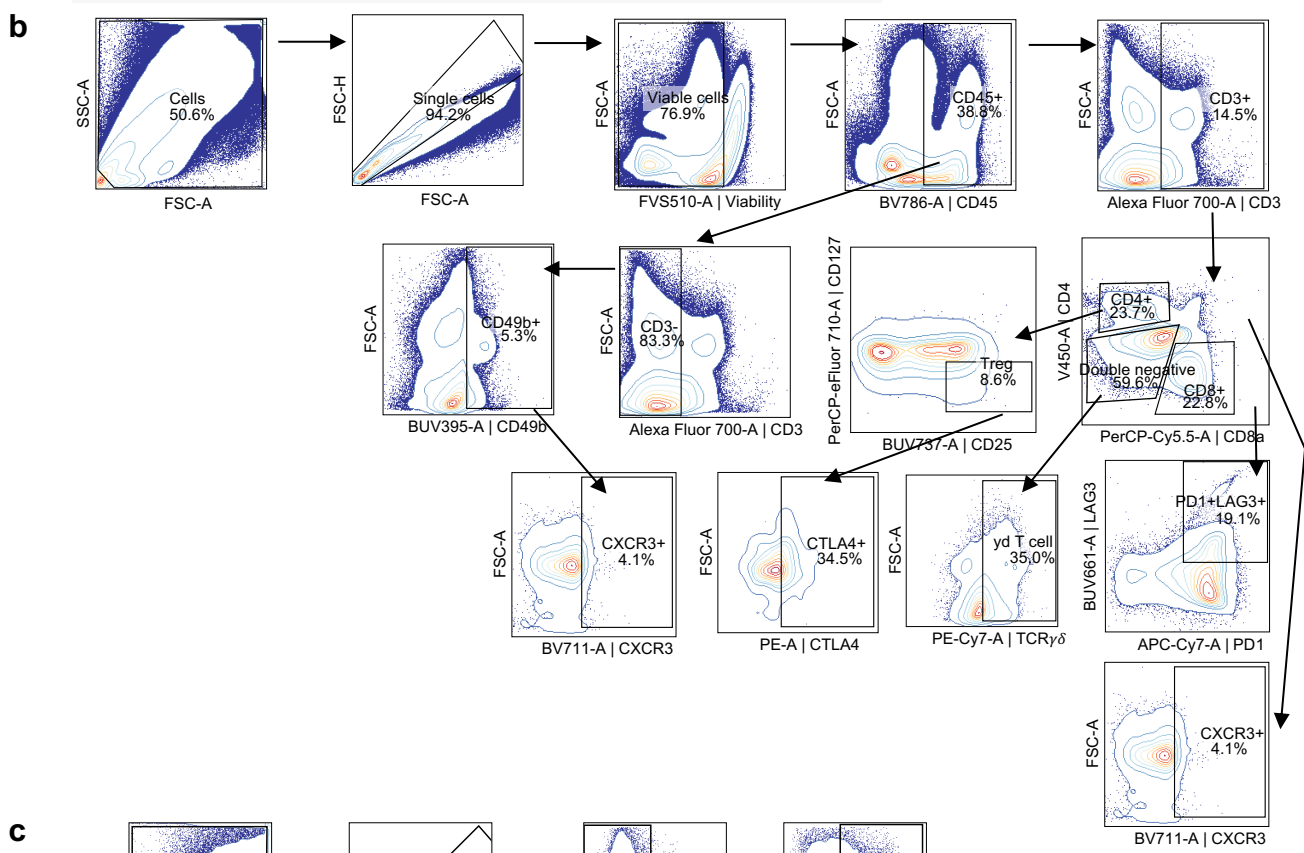 b
SSC-A
Cells
50.6%
FSC-A
FSC-H
Single cells
94.2%
FSC-A
FSC-A
Viable cells
76.9%
FVS510-A | Viability
FSC-A
CD45+
38.8%
BV786-A | CD45
FSC-A
CD3+
14.5%
Alexa Fluor 700-A | CD3
FSC-A
CD49b+
5.3%
BUV395-A | CD49b
FSC-A
CD3-
83.3%
Alexa Fluor 700-A | CD3
PerCP-eFluor 710-A | CD127
Treg
8.6%
BUV737-A | CD25
V450-A | CD4
CD4+
23.7%
Double negative
59.6%
CD8+
22.8%
PerCP-Cy5.5-A | CD8a
FSC-A
CXCR3+
4.1%
BV711-A | CXCR3
FSC-A
CTLA4+
34.5%
PE-A | CTLA4
FSC-A
yd T cell
35.0%
PE-Cy7-A | TCRγδ
BUV661-A | LAG3
PD1+LAG3+
19.1%
APC-Cy7-A | PD1
FSC-A
CXCR3+
4.1%
BV711-A | CXCR3
c